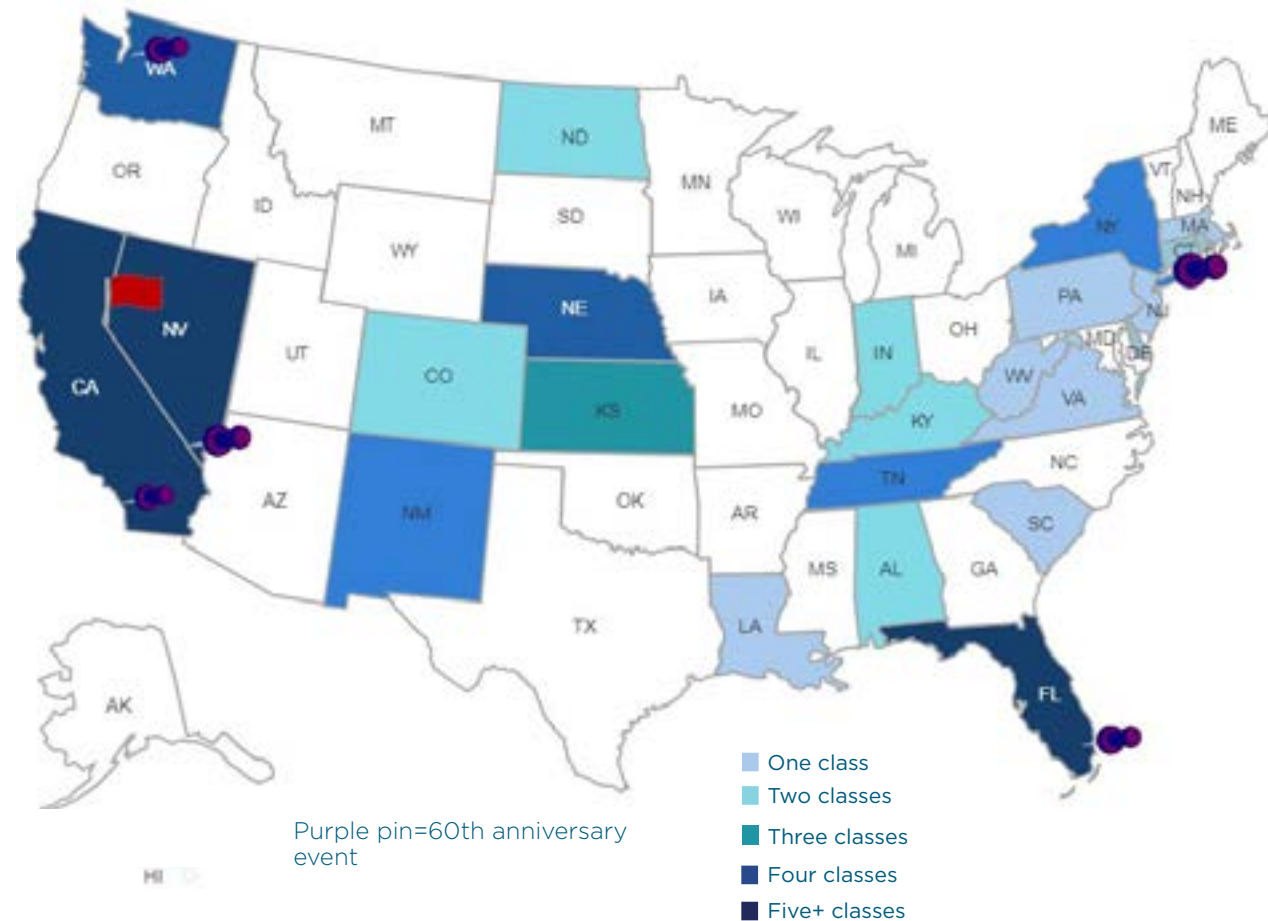 WA
MT
ND
MN
ME
OR
ID
SD
WI
VT
NH
WY
MI
NY
MA
CT
NV
NE
IA
PA
NJ
CA
UT
CO
KS
MO
IL
IN
OH
MD
DE
WV
VA
KY
AZ
NM
OK
AR
TN
NC
SC
MS
AL
GA
TX
LA
FL
AK
HI
Purple pin=60th anniversary
event
One class
Two classes
Three classes
Four classes
Five+ classes